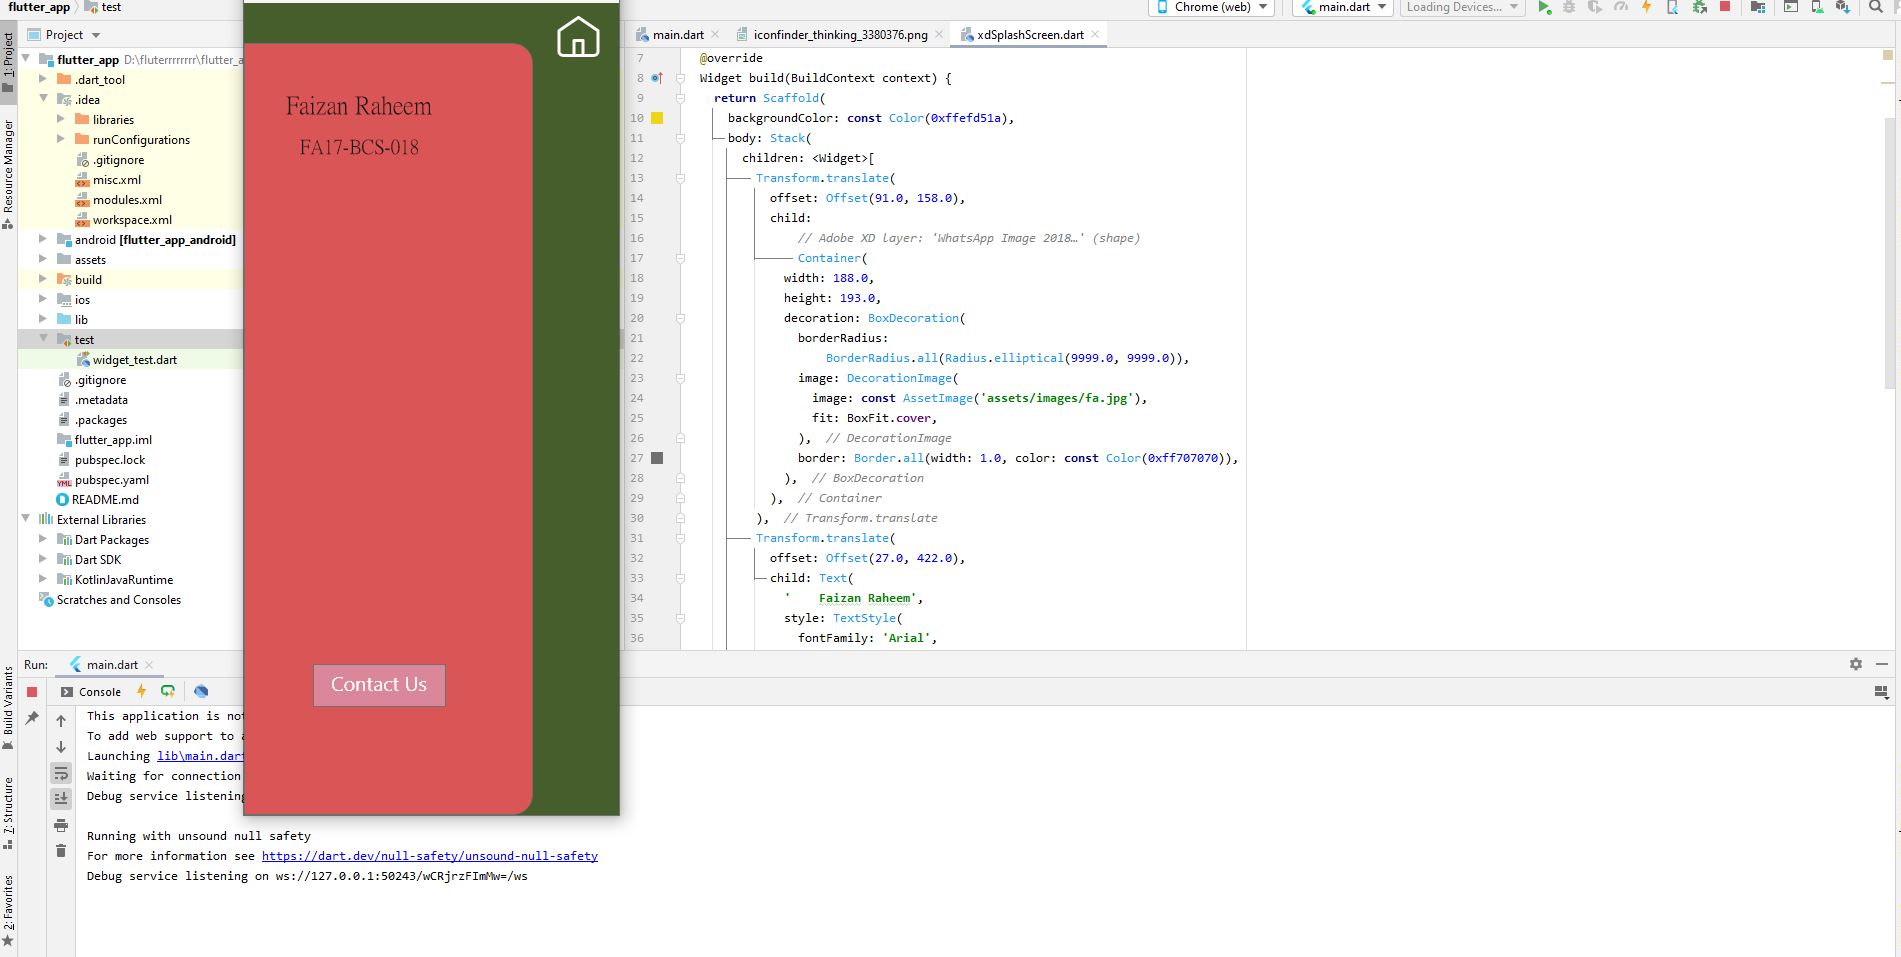 flutter_app test
Chrome (web) main.dart Loading Devices...
Project
main.dart iconfinder_thinking_3380376.png xdSplashScreen.dart
1: Project
Resource Manager
Build Variants
7: Structure
2: Favorites
flutter_app D:\fluterrrrrrrr\flutter_a
.dart_tool
.idea
libraries
runConfigurations
.gitignore
misc.xml
modules.xml
workspace.xml
android [flutter_app_android]
assets
build
ios
lib
test
widget_test.dart
.gitignore
.metadata
.packages
flutter_app.iml
pubspec.lock
pubspec.yaml
README.md
External Libraries
Dart Packages
Dart SDK
KotlinJavaRuntime
Scratches and Consoles
Faizan Raheem
FA17-BCS-018
Contact Us
7 @override
8 Widget build(BuildContext context) {
9 return Scaffold(
10 backgroundColor: const Color(0xffefd51a),
11 body: Stack(
12 children: <Widget>[
13 Transform.translate(
14 offset: Offset(91.0, 158.0),
15 child:
16 // Adobe XD layer: 'WhatsApp Image 2018…' (shape)
17 Container(
18 width: 188.0,
19 height: 193.0,
20 decoration: BoxDecoration(
21 borderRadius:
22 BorderRadius.all(Radius.elliptical(9999.0, 9999.0)),
23 image: DecorationImage(
24 image: const AssetImage('assets/images/fa.jpg'),
25 fit: BoxFit.cover,
26 ), // DecorationImage
27 border: Border.all(width: 1.0, color: const Color(0xff707070)),
28 ), // BoxDecoration
29 ), // Container
30 ), // Transform.translate
31 Transform.translate(
32 offset: Offset(27.0, 422.0),
33 child: Text(
34 '    Faizan Raheem',
35 style: TextStyle(
36 fontFamily: 'Arial',
Run: main.dart
Console
This application is not
To add web support to a
Launching lib\main.dart
Waiting for connection
Debug service listening
Running with unsound null safety
For more information see https://dart.dev/null-safety/unsound-null-safety
Debug service listening on ws://127.0.0.1:50243/wCRjrzFImMw=/ws